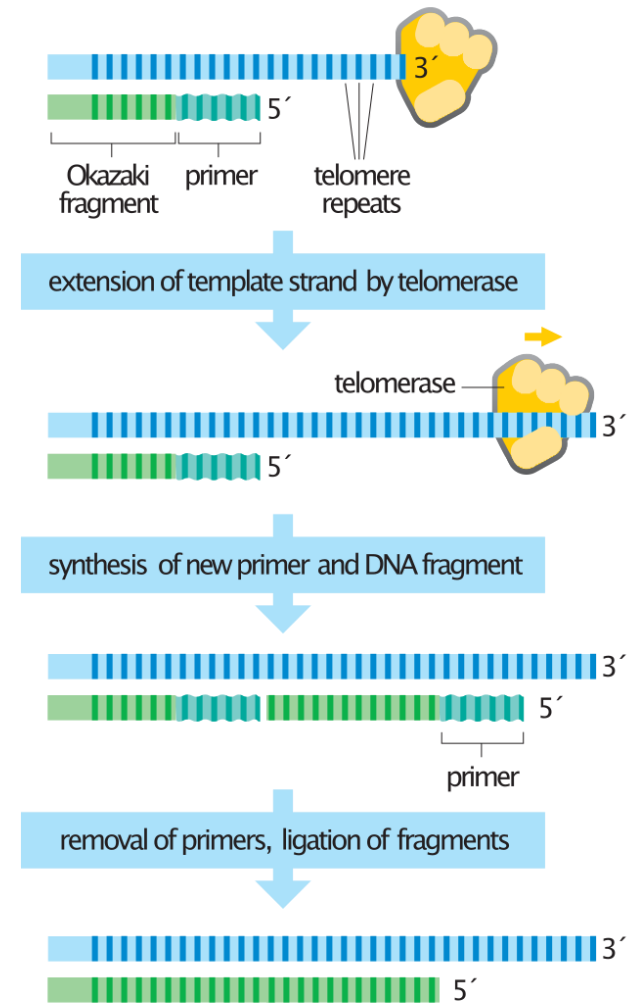 3´
5´
Okazaki
fragment
primer
telomere
repeats
extension of template strand by telomerase
telomerase
3´
5´
synthesis of new primer and DNA fragment
3´
5´
primer
removal of primers, ligation of fragments
3´
5´